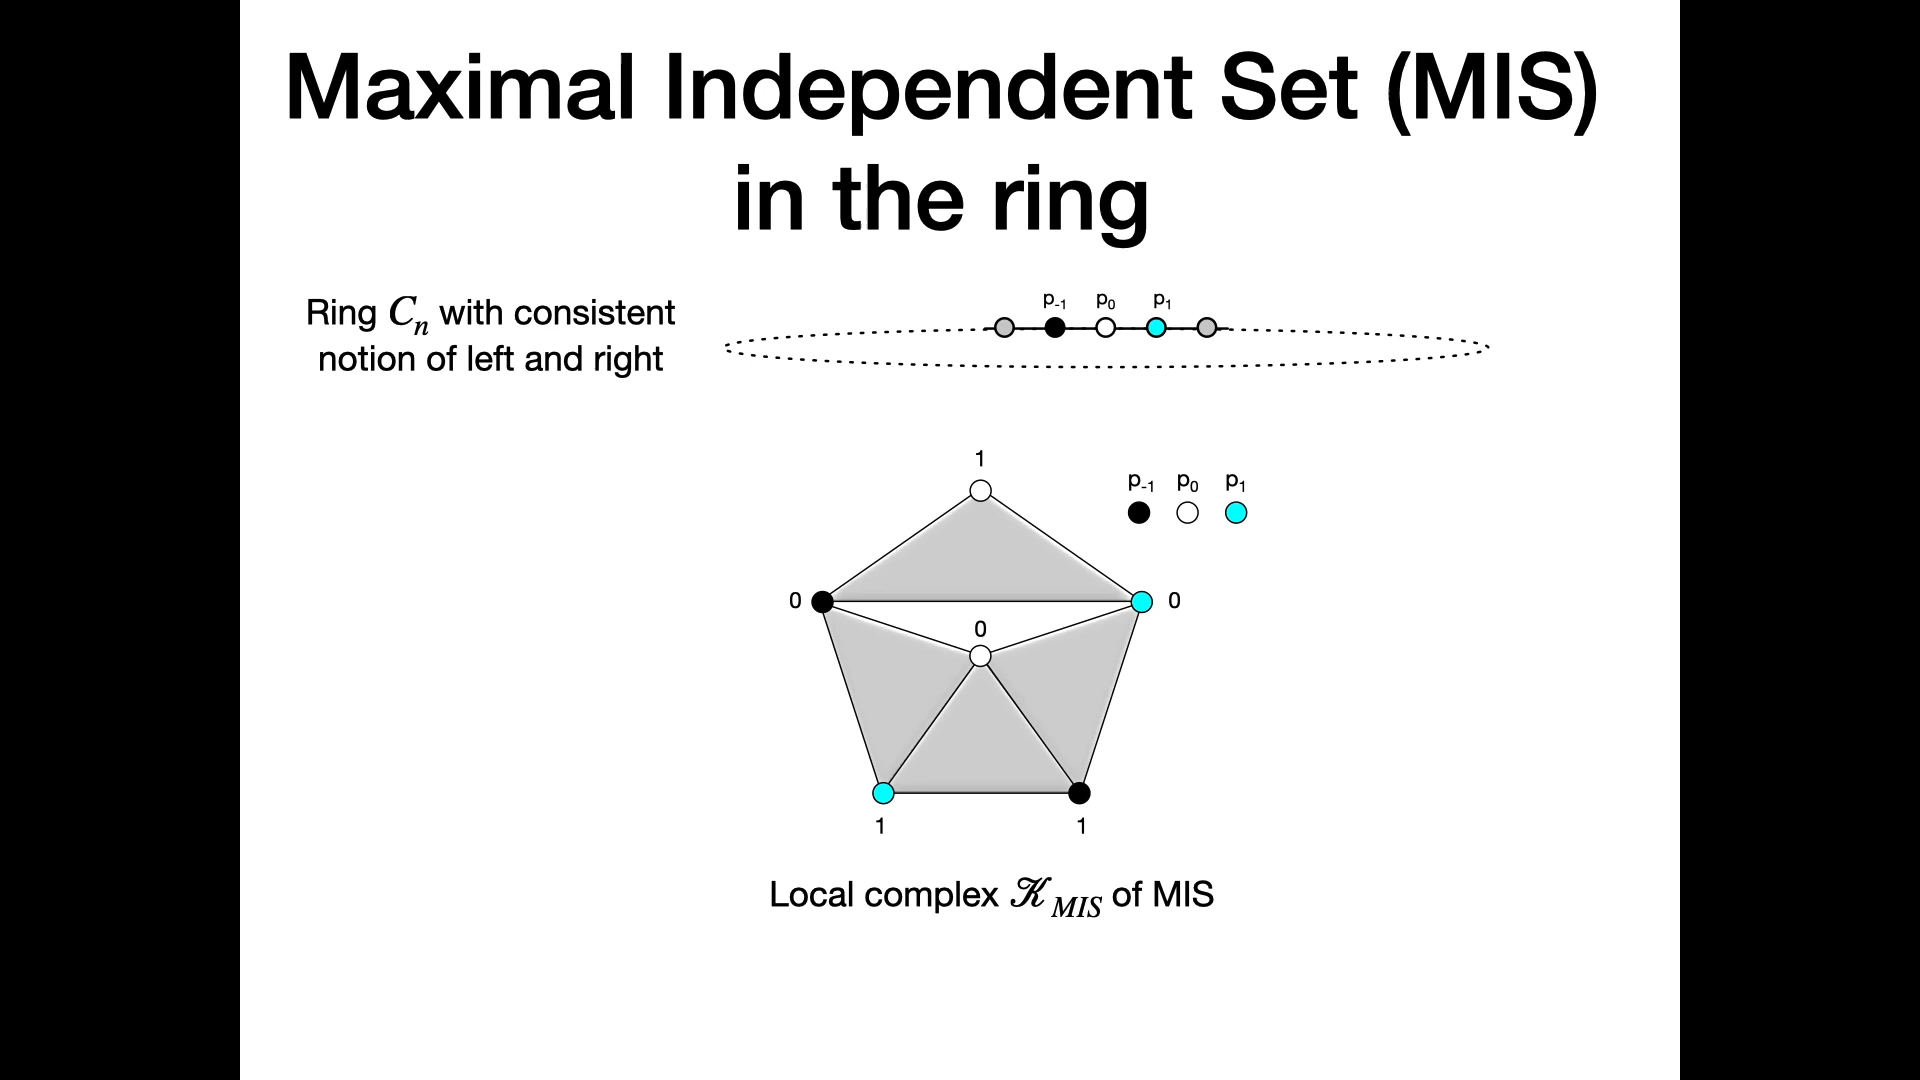 Maximal Independent Set (MIS)
in the ring
Ring Cₙ with consistent
notion of left and right
p₋₁ p₀ p₁
1
p₋₁ p₀ p₁
0 0
0
1 1
Local complex 𝒦_MIS of MIS